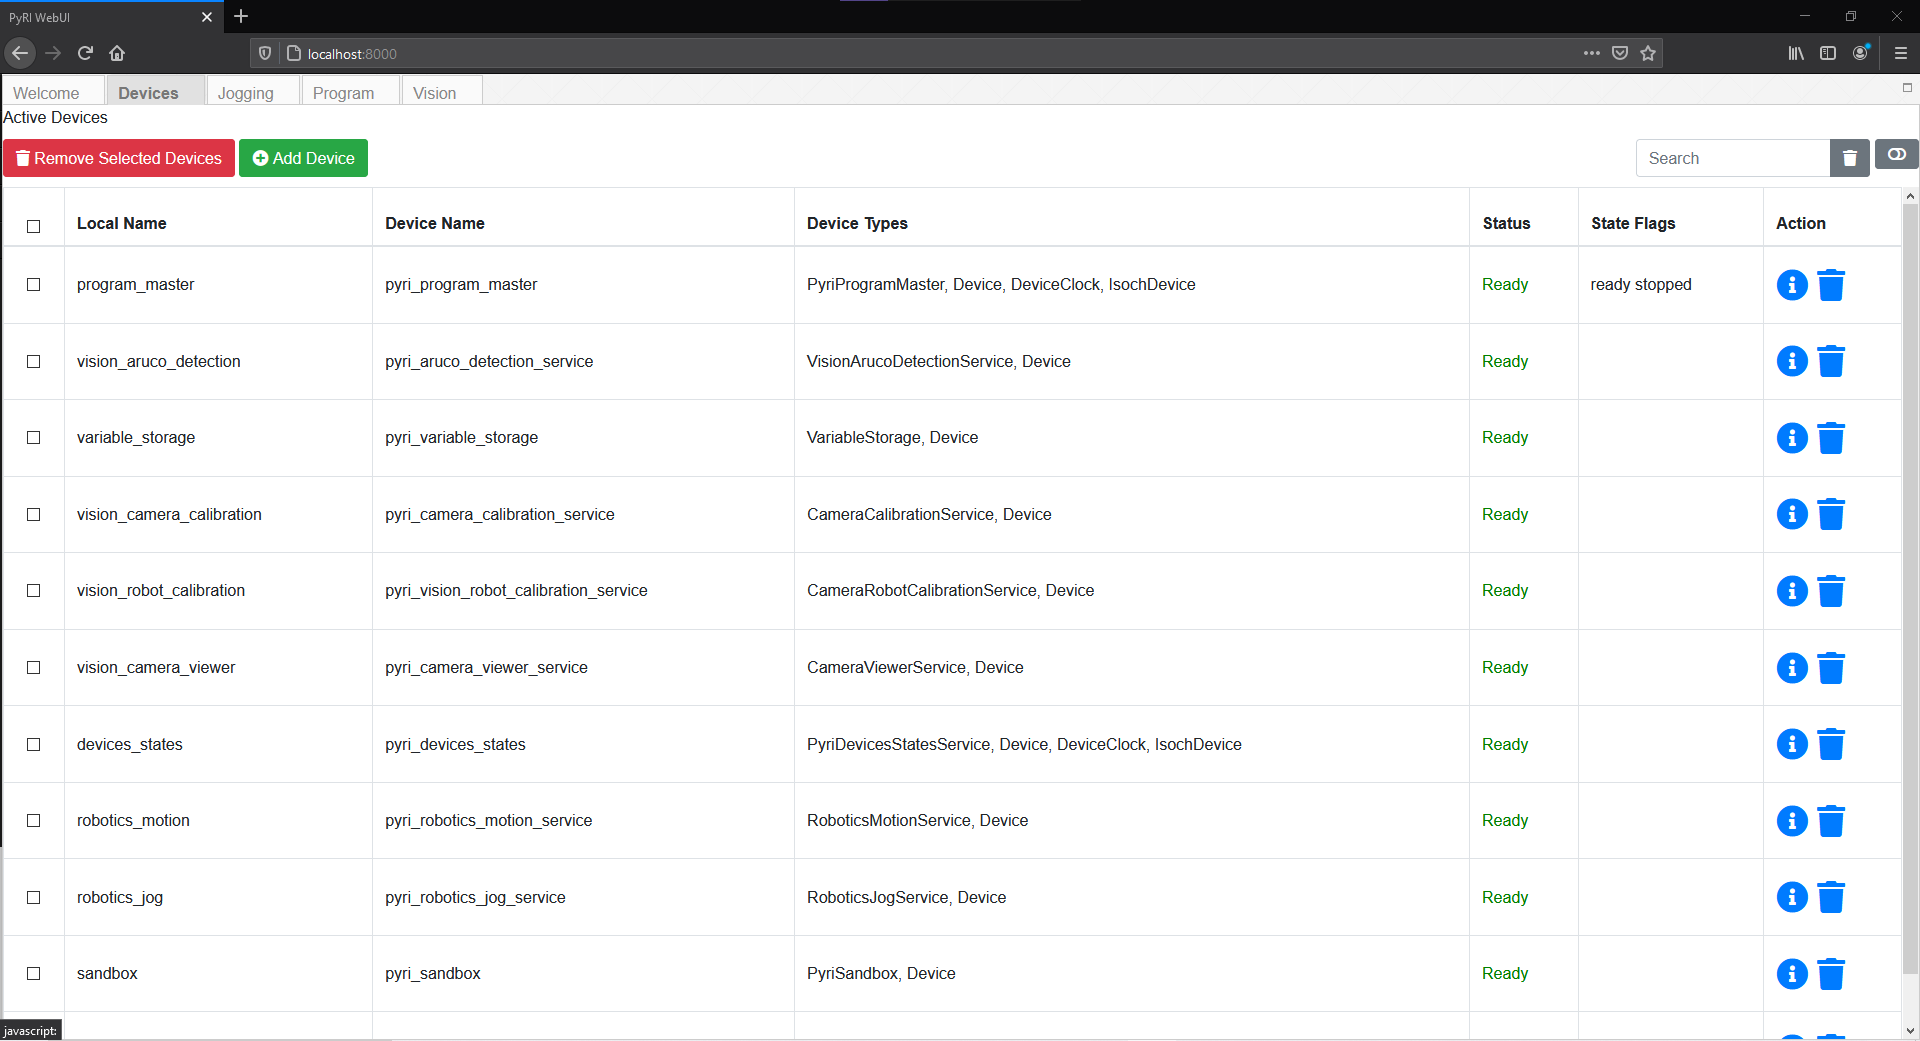 PyRI WebUI
localhost:8000
Welcome Devices Jogging Program Vision
Active Devices
Remove Selected Devices Add Device Search
Local Name Device Name Device Types Status State Flags Action
program_master pyri_program_master PyriProgramMaster, Device, DeviceClock, IsochDevice Ready ready stopped
vision_aruco_detection pyri_aruco_detection_service VisionArucoDetectionService, Device Ready
variable_storage pyri_variable_storage VariableStorage, Device Ready
vision_camera_calibration pyri_camera_calibration_service CameraCalibrationService, Device Ready
vision_robot_calibration pyri_vision_robot_calibration_service CameraRobotCalibrationService, Device Ready
vision_camera_viewer pyri_camera_viewer_service CameraViewerService, Device Ready
devices_states pyri_devices_states PyriDevicesStatesService, Device, DeviceClock, IsochDevice Ready
robotics_motion pyri_robotics_motion_service RoboticsMotionService, Device Ready
robotics_jog pyri_robotics_jog_service RoboticsJogService, Device Ready
sandbox pyri_sandbox PyriSandbox, Device Ready
javascript: